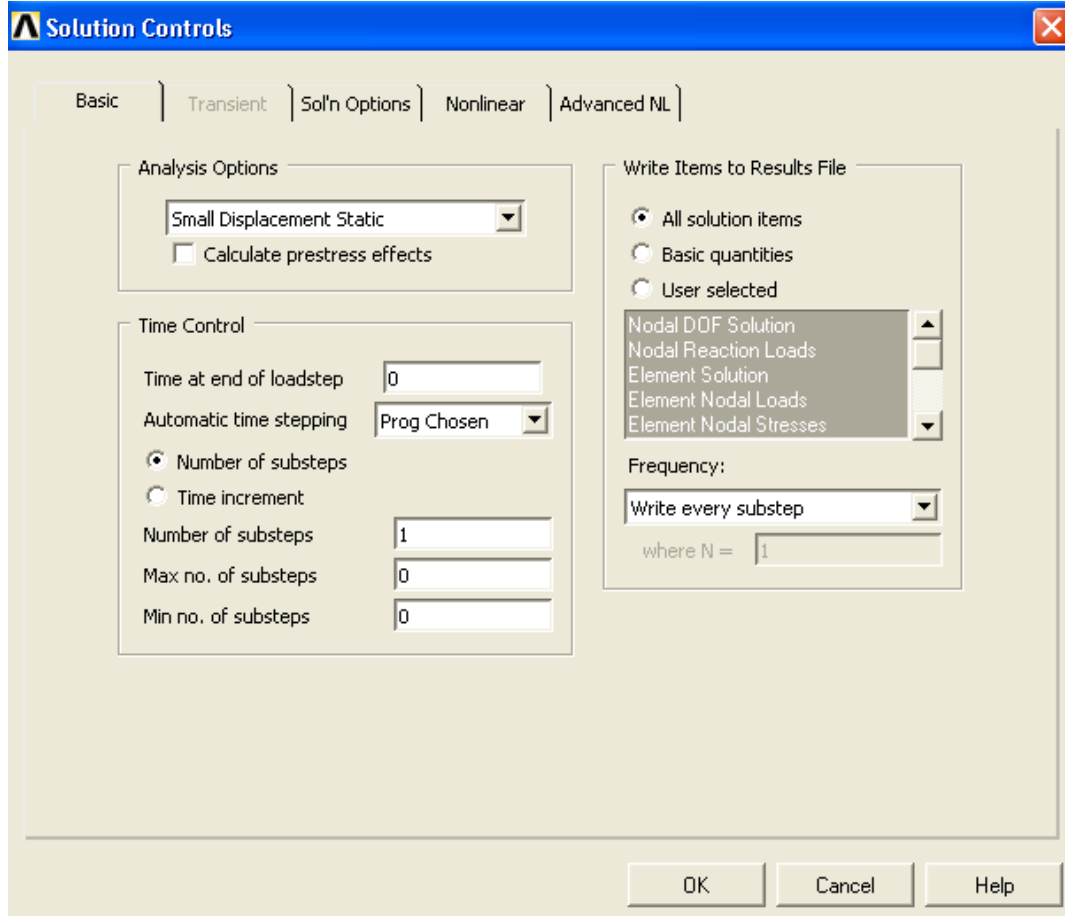 Solution Controls
Basic
Transient
Sol'n Options
Nonlinear
Advanced NL
Analysis Options
Small Displacement Static
Calculate prestress effects
Time Control
Time at end of loadstep 0
Automatic time stepping Prog Chosen
Number of substeps
Time increment
Number of substeps 1
Max no. of substeps 0
Min no. of substeps 0
Write Items to Results File
All solution items
Basic quantities
User selected
Nodal DOF Solution
Nodal Reaction Loads
Element Solution
Element Nodal Loads
Element Nodal Stresses
Frequency:
Write every substep
where N = 1
OK
Cancel
Help